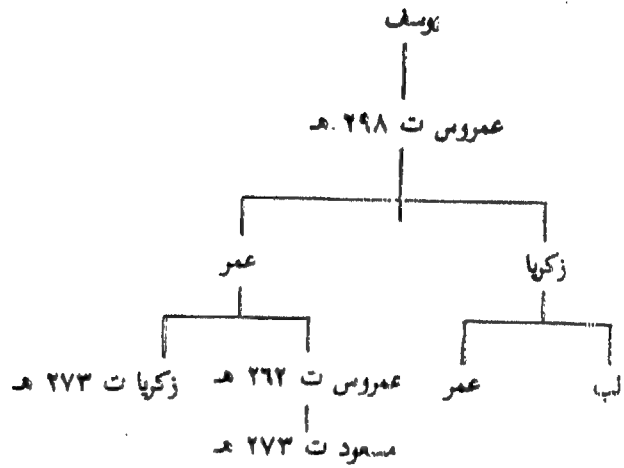 يوسف
عمروس ت ٢٩٨ هـ
زكريا عمر
لب عمر عمروس ت ٢٦٢ هـ زكريا ت ٢٧٣ هـ
مسعود ت ٢٧٣ هـ